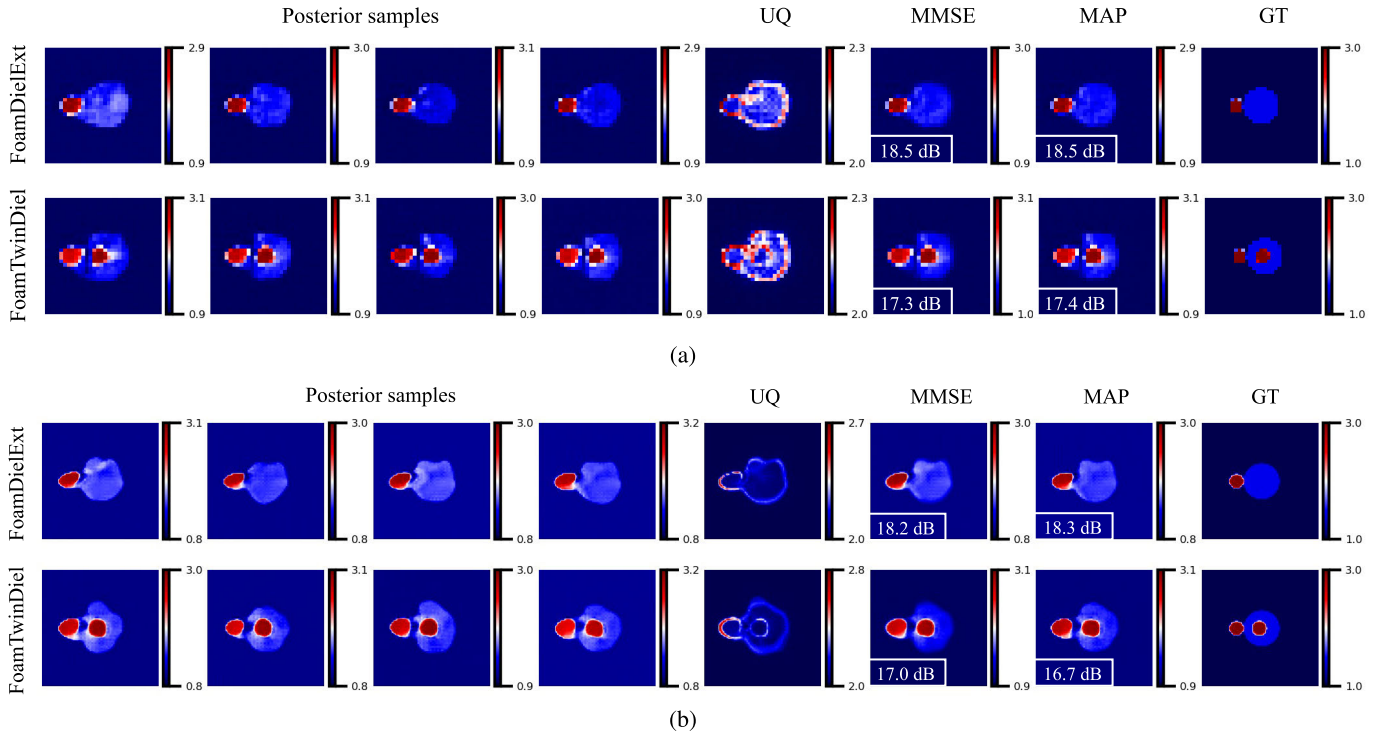 Posterior samples UQ MMSE MAP GT
FoamDielExt
2.9 3.0 3.1 2.9 2.3 3.0 2.9 3.0
18.5 dB 18.5 dB
0.9 0.9 0.9 0.9 2.0 0.9 0.9 1.0
FoamTwinDiel
3.1 3.1 3.1 3.0 2.3 3.1 3.1 3.0
17.3 dB 17.4 dB
0.9 0.9 0.9 0.9 2.0 1.0 0.9 1.0
(a)
Posterior samples UQ MMSE MAP GT
FoamDielExt
3.1 3.0 3.0 3.2 2.7 3.0 3.0 3.0
18.2 dB 18.3 dB
0.8 0.8 0.8 0.8 2.0 0.8 0.8 1.0
FoamTwinDiel
3.0 3.1 3.0 3.2 2.8 3.1 3.1 3.0
17.0 dB 16.7 dB
0.8 0.8 0.9 0.8 2.0 0.9 0.9 1.0
(b)